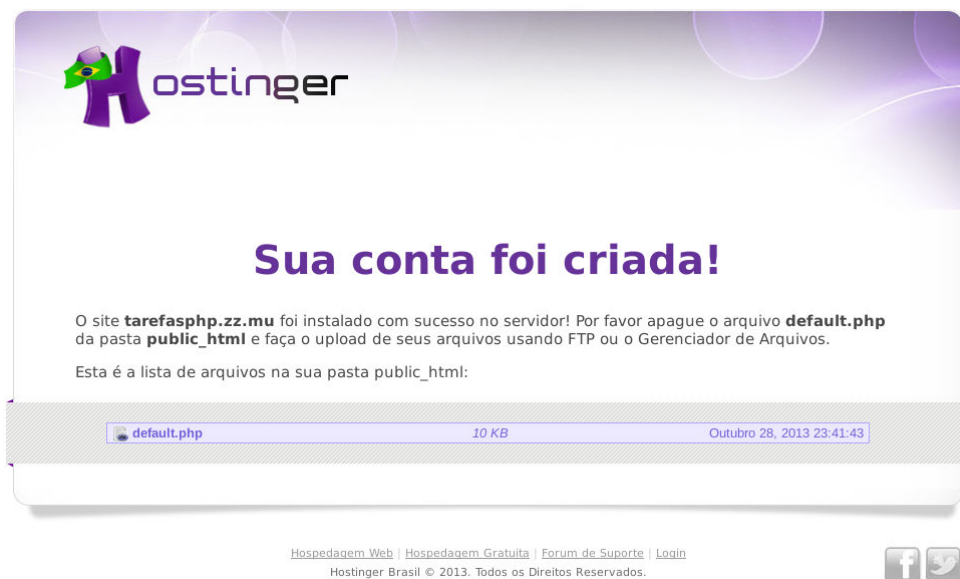 Hostinger
Sua conta foi criada!
O site tarefasphp.zz.mu foi instalado com sucesso no servidor! Por favor apague o arquivo default.php
da pasta public_html e faça o upload de seus arquivos usando FTP ou o Gerenciador de Arquivos.
Esta é a lista de arquivos na sua pasta public_html:
default.php 10 KB Outubro 28, 2013 23:41:43
Hospedagem Web | Hospedagem Gratuita | Forum de Suporte | Login
Hostinger Brasil © 2013. Todos os Direitos Reservados.